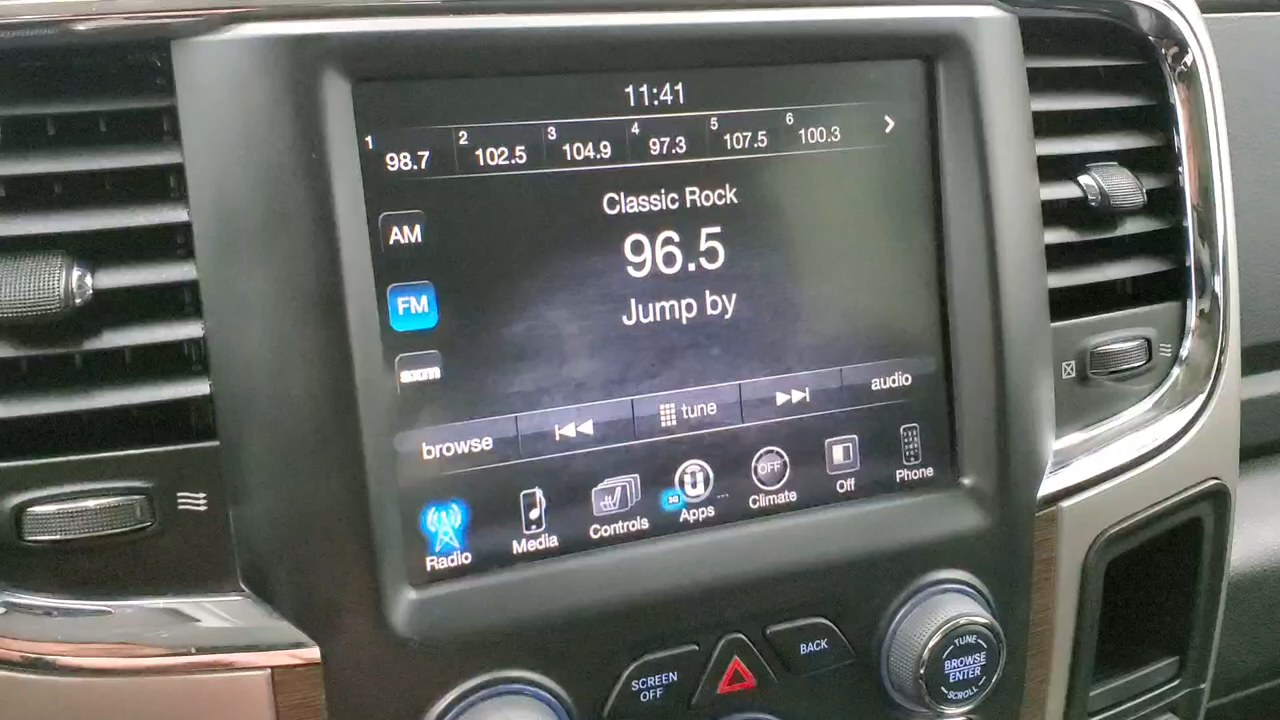 11:41
1 98.7 2 102.5 3 104.9 4 97.3 5 107.5 6 100.3
Classic Rock
AM
96.5
FM
Jump by
browse tune audio
Radio Media Controls Apps OFF Climate Off Phone
SCREEN OFF
BACK
TUNE
BROWSE
ENTER
SCROLL